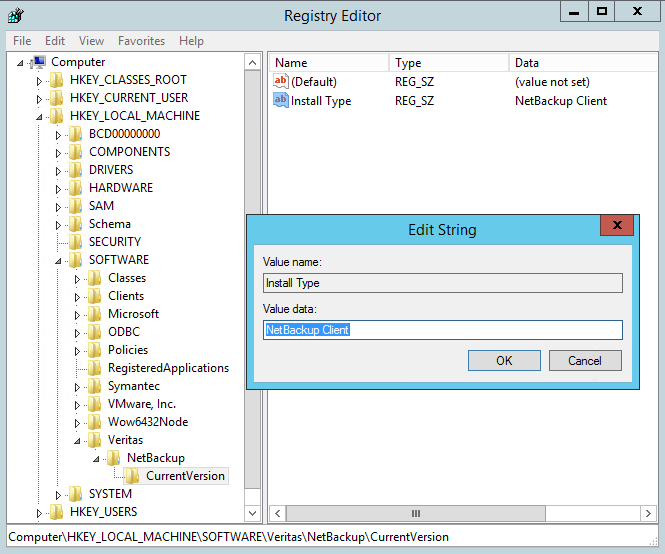 Registry Editor
File Edit View Favorites Help
Computer
HKEY_CLASSES_ROOT
HKEY_CURRENT_USER
HKEY_LOCAL_MACHINE
BCD00000000
COMPONENTS
DRIVERS
HARDWARE
SAM
Schema
SECURITY
SOFTWARE
Classes
Clients
Microsoft
ODBC
Policies
RegisteredApplications
Symantec
VMware, Inc.
Wow6432Node
Veritas
NetBackup
CurrentVersion
SYSTEM
HKEY_USERS
Name Type Data
ab (Default) REG_SZ (value not set)
ab Install Type REG_SZ NetBackup Client
Edit String
X
Value name:
Install Type
Value data:
NetBackup Client
OK Cancel
Computer\HKEY_LOCAL_MACHINE\SOFTWARE\Veritas\NetBackup\CurrentVersion